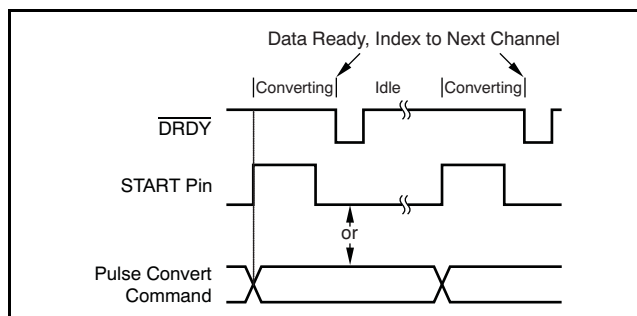 Data Ready, Index to Next Channel
Converting Idle Converting
DRDY
START Pin
or
Pulse Convert
Command